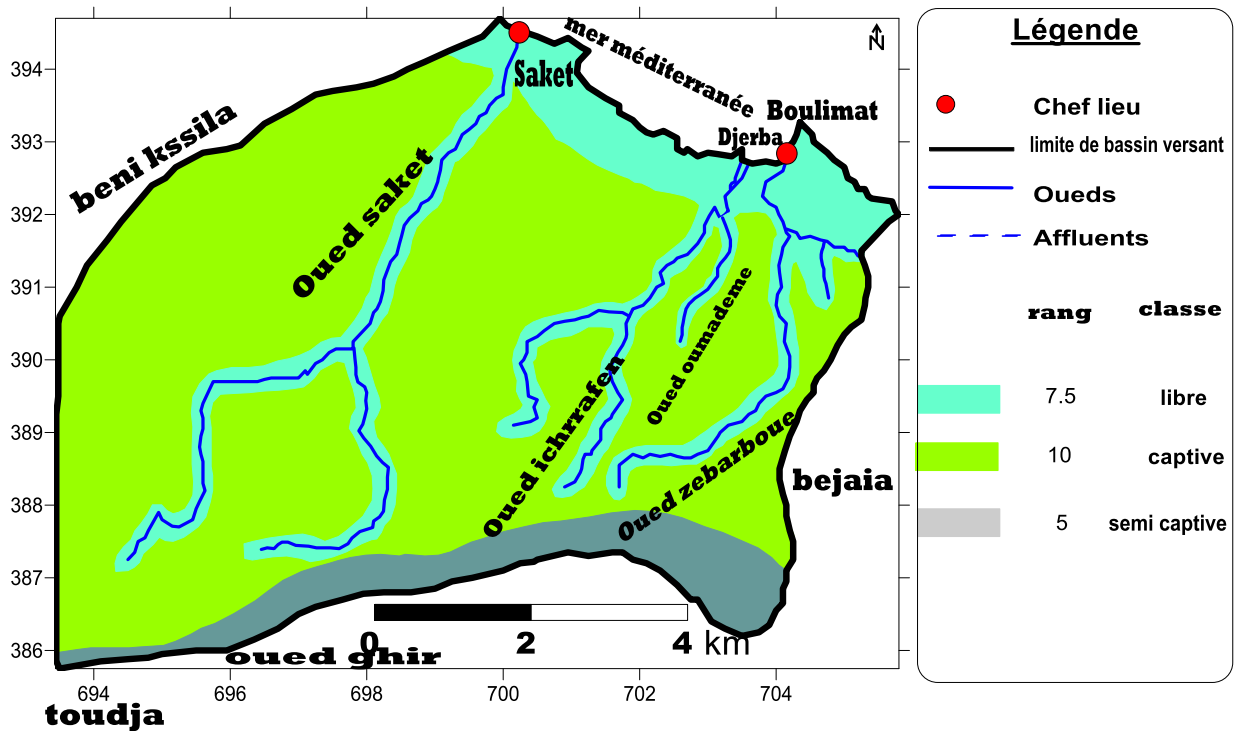 N
mer méditerranée
Saket
Boulimat
Djerba
beni kssila
Oued saket
Oued oumademe
Oued ichrrafen
Oued zebarboue
bejaia
oued ghir
toudja
394
393
392
391
390
389
388
387
386
694
696
698
700
702
704
0 2 4 km
Légende
Chef lieu
limite de bassin versant
Oueds
Affluents
rang classe
7.5 libre
10 captive
5 semi captive